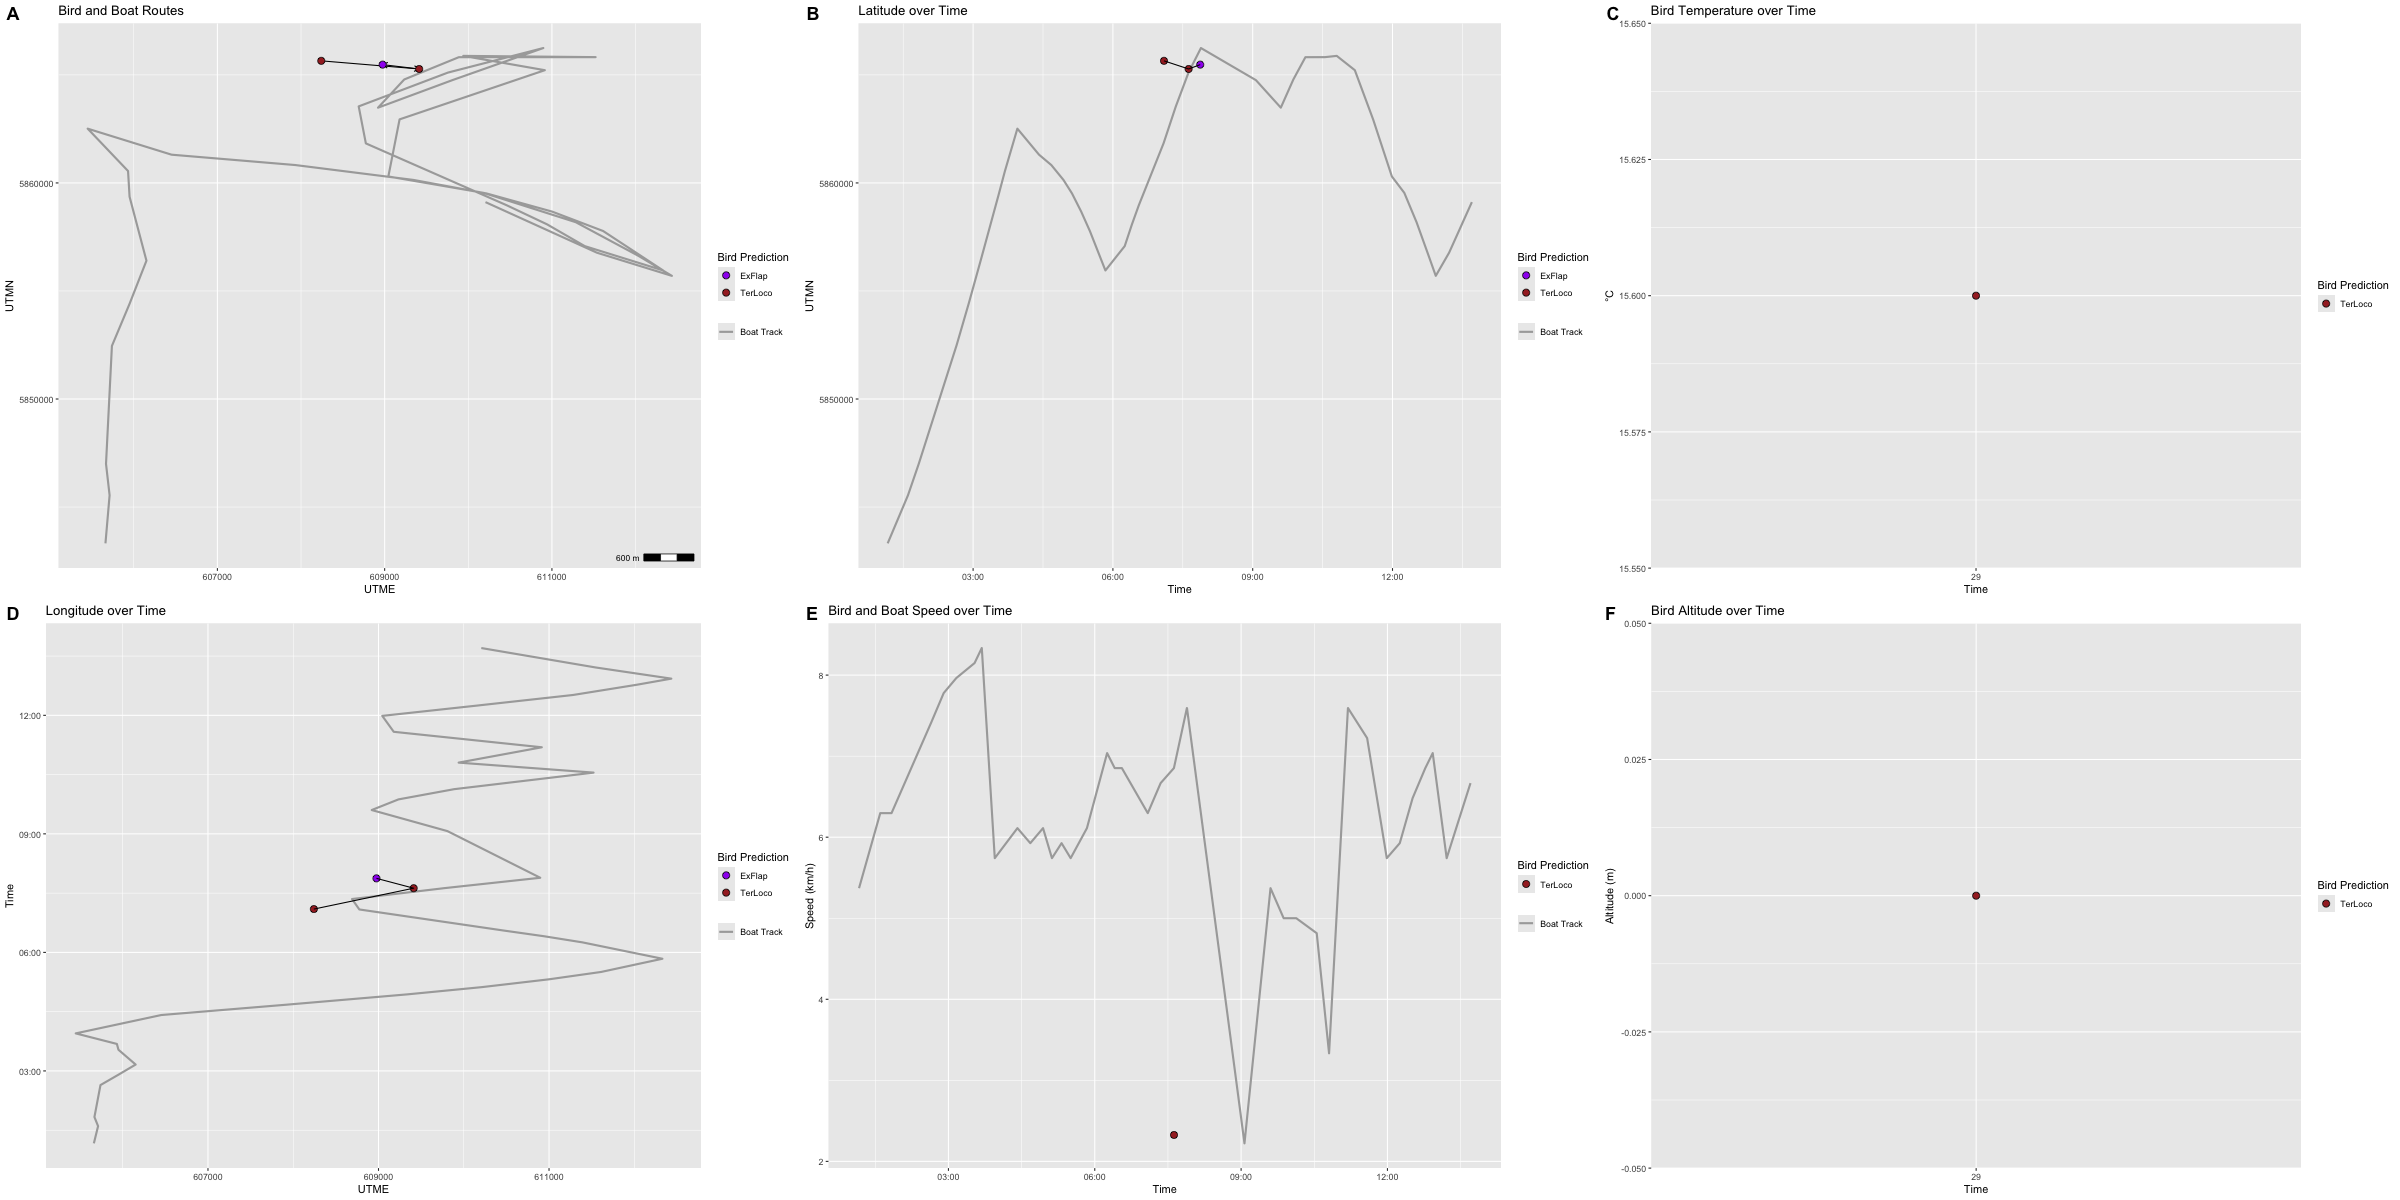 A
Bird and Boat Routes
UTMN
5860000
5850000
607000
609000
611000
UTME
600 m
Bird Prediction
ExFlap
TerLoco
Boat Track
B
Latitude over Time
UTMN
5860000
5850000
03:00
06:00
09:00
12:00
Time
Bird Prediction
ExFlap
TerLoco
Boat Track
C
Bird Temperature over Time
°C
15.650
15.625
15.600
15.575
15.550
29
Time
Bird Prediction
TerLoco
D
Longitude over Time
Time
12:00
09:00
06:00
03:00
607000
609000
611000
UTME
Bird Prediction
ExFlap
TerLoco
Boat Track
E
Bird and Boat Speed over Time
Speed (km/h)
8
6
4
2
03:00
06:00
09:00
12:00
Time
Bird Prediction
TerLoco
Boat Track
F
Bird Altitude over Time
Altitude (m)
0.050
0.025
0.000
-0.025
-0.050
29
Time
Bird Prediction
TerLoco